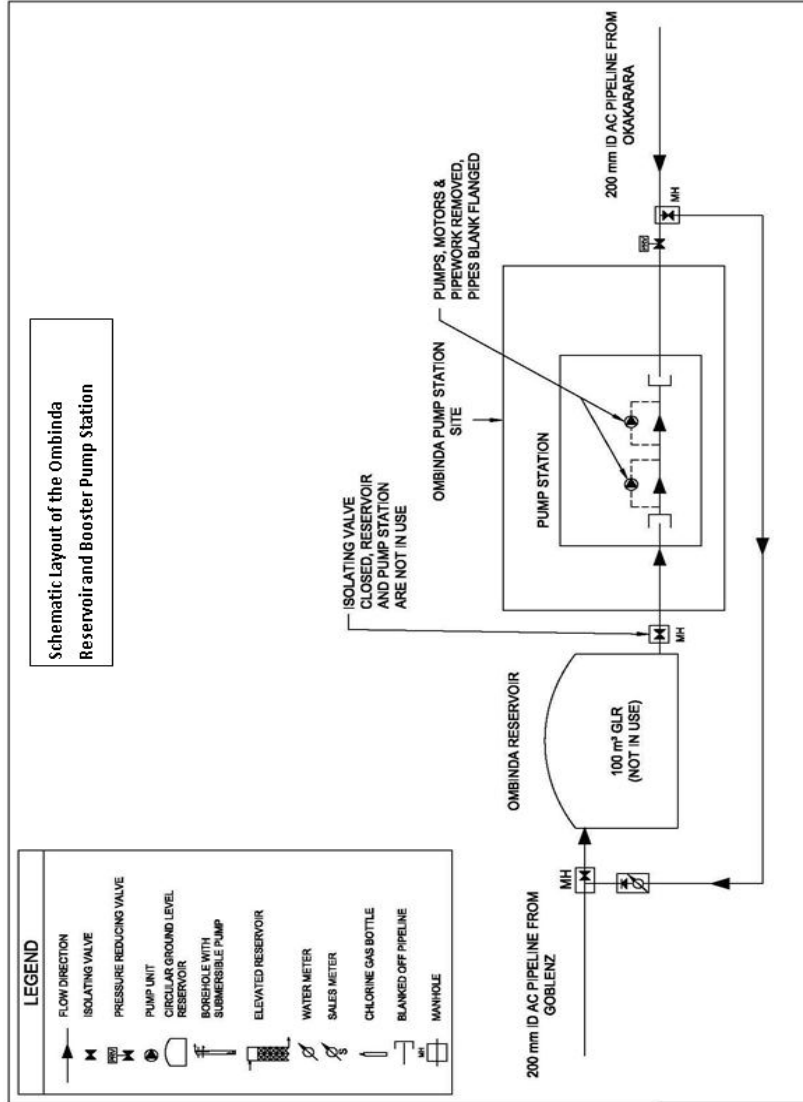 Schematic Layout of the Ombinda
Reservoir and Booster Pump Station
LEGEND
FLOW DIRECTION
ISOLATING VALVE
PRV
PRESSURE REDUCING VALVE
PUMP UNIT
CIRCULAR GROUND LEVEL
RESERVOIR
BOREHOLE WITH
SUBMERSIBLE PUMP
ELEVATED RESERVOIR
WATER METER
S
SALES METER
CHLORINE GAS BOTTLE
BLANKED OFF PIPELINE
MH
MANHOLE
ISOLATING VALVE
CLOSED, RESERVOIR
AND PUMP STATION
ARE NOT IN USE
OMBINDA PUMP STATION
SITE
PUMPS, MOTORS &
PIPEWORK REMOVED,
PIPES BLANK FLANGED
200 mm ID AC PIPELINE FROM
OKAKARARA
PRV
MH
PUMP STATION
MH
OMBINDA RESERVOIR
100 m³ GLR
(NOT IN USE)
MH
200 mm ID AC PIPELINE FROM
GOBLENZ